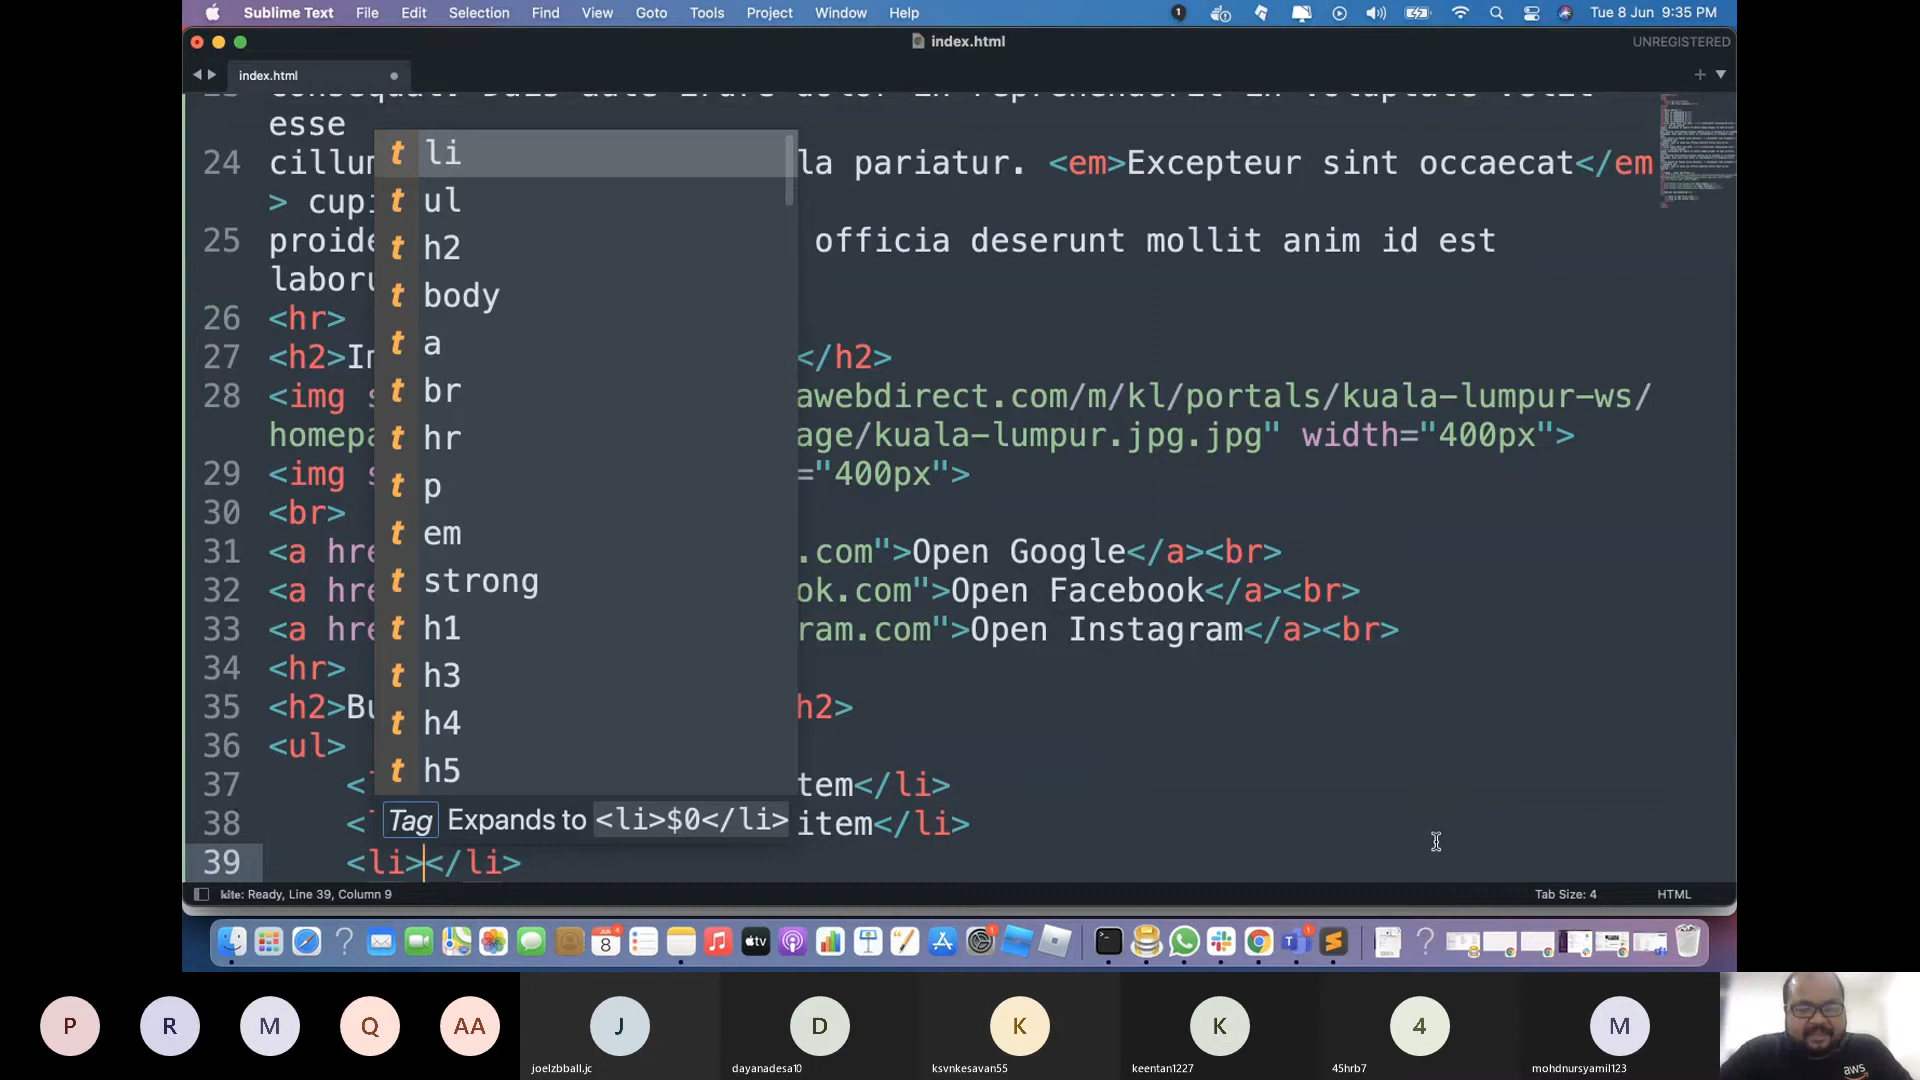 Sublime Text File Edit Selection Find View Goto Tools Project Window Help 1 Tue 8 Jun 9:35 PM
index.html UNREGISTERED
index.html
esse
24 cillum la pariatur. <em>Excepteur sint occaecat</em
> cupi
25 proide officia deserunt mollit anim id est
laboru
26 <hr>
27 <h2>Im </h2>
28 <img s awebdirect.com/m/kl/portals/kuala-lumpur-ws/
homepa age/kuala-lumpur.jpg.jpg" width="400px">
29 <img s ="400px">
30 <br>
31 <a hre .com">Open Google</a><br>
32 <a hre ok.com">Open Facebook</a><br>
33 <a hre ram.com">Open Instagram</a><br>
34 <hr>
35 <h2>Bu h2>
36 <ul>
37 <l tem</li>
38 <l item</li>
39 <li></li>
t li
t ul
t h2
t body
t a
t br
t hr
t p
t em
t strong
t h1
t h3
t h4
t h5
Tag Expands to <li>$0</li>
kite: Ready, Line 39, Column 9 Tab Size: 4 HTML
8
tv
P R M Q AA J D K K 4 M
joelzbball.jc dayanadesa10 ksvnkesavan55 keentan1227 45hrb7 mohdnursyamil123
aws